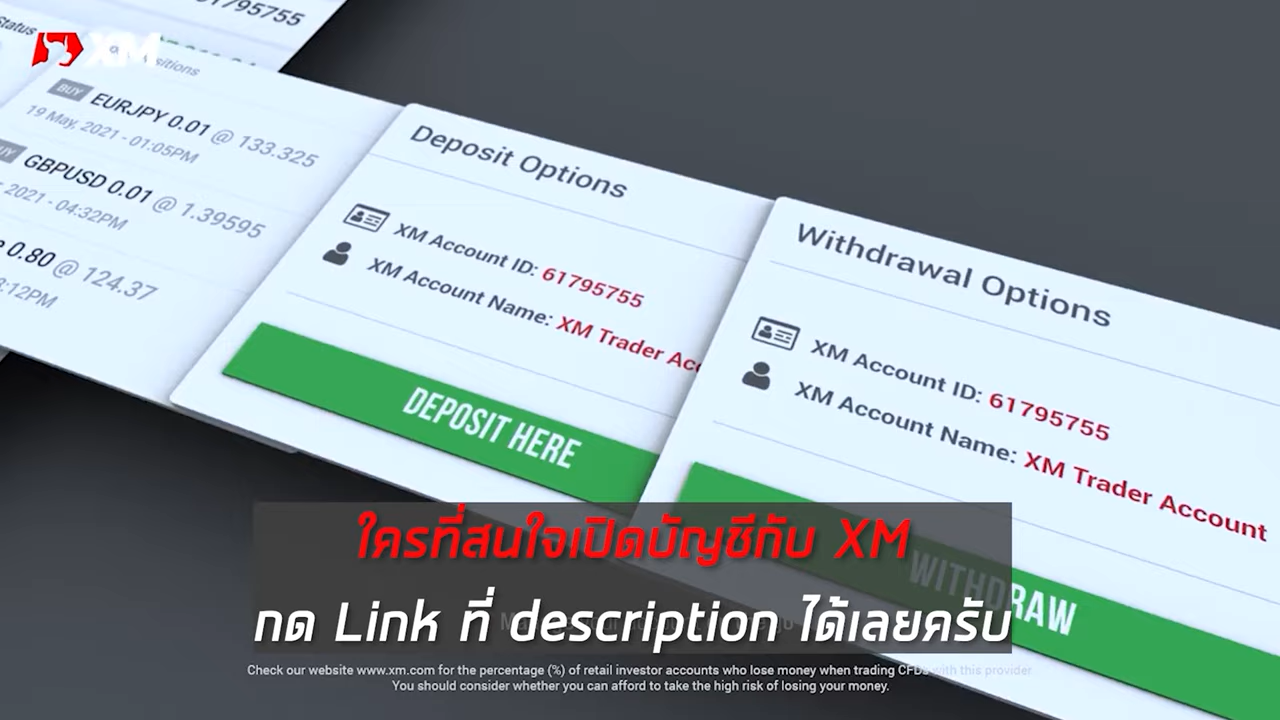 61795755
Status
XM
BUY EURJPY 0.01 @ 133.325
19 May, 2021 - 01:05PM
GBPUSD 0.01 @ 1.39595
2021 - 04:32PM
0.80 @ 124.37
3:12PM
Deposit Options
XM Account ID: 61795755
XM Account Name: XM Trader
DEPOSIT HERE
Withdrawal Options
XM Account ID: 61795755
XM Account Name: XM Trader Account
WITHDRAW
ใครที่สนใจเปิดบัญชีกับ XM
กด Link ที่ description ได้เลยครับ
Check our website www.xm.com for the percentage (%) of retail investor accounts who lose money when trading CFDs with this provider.
You should consider whether you can afford to take the high risk of losing your money.